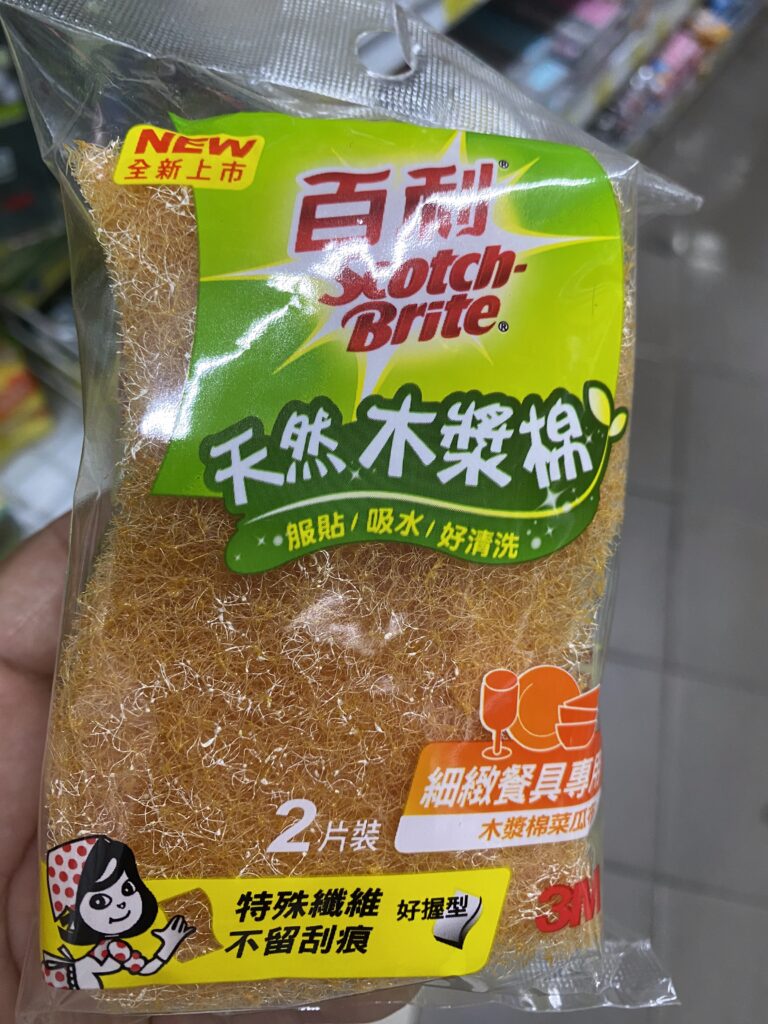 NEW
全新上市
百利®
Scotch-
Brite®
天然木漿棉
服貼/吸水/好清洗
細緻餐具專用
木漿棉菜瓜布
2片裝
3M
特殊纖維
不留刮痕
好握型